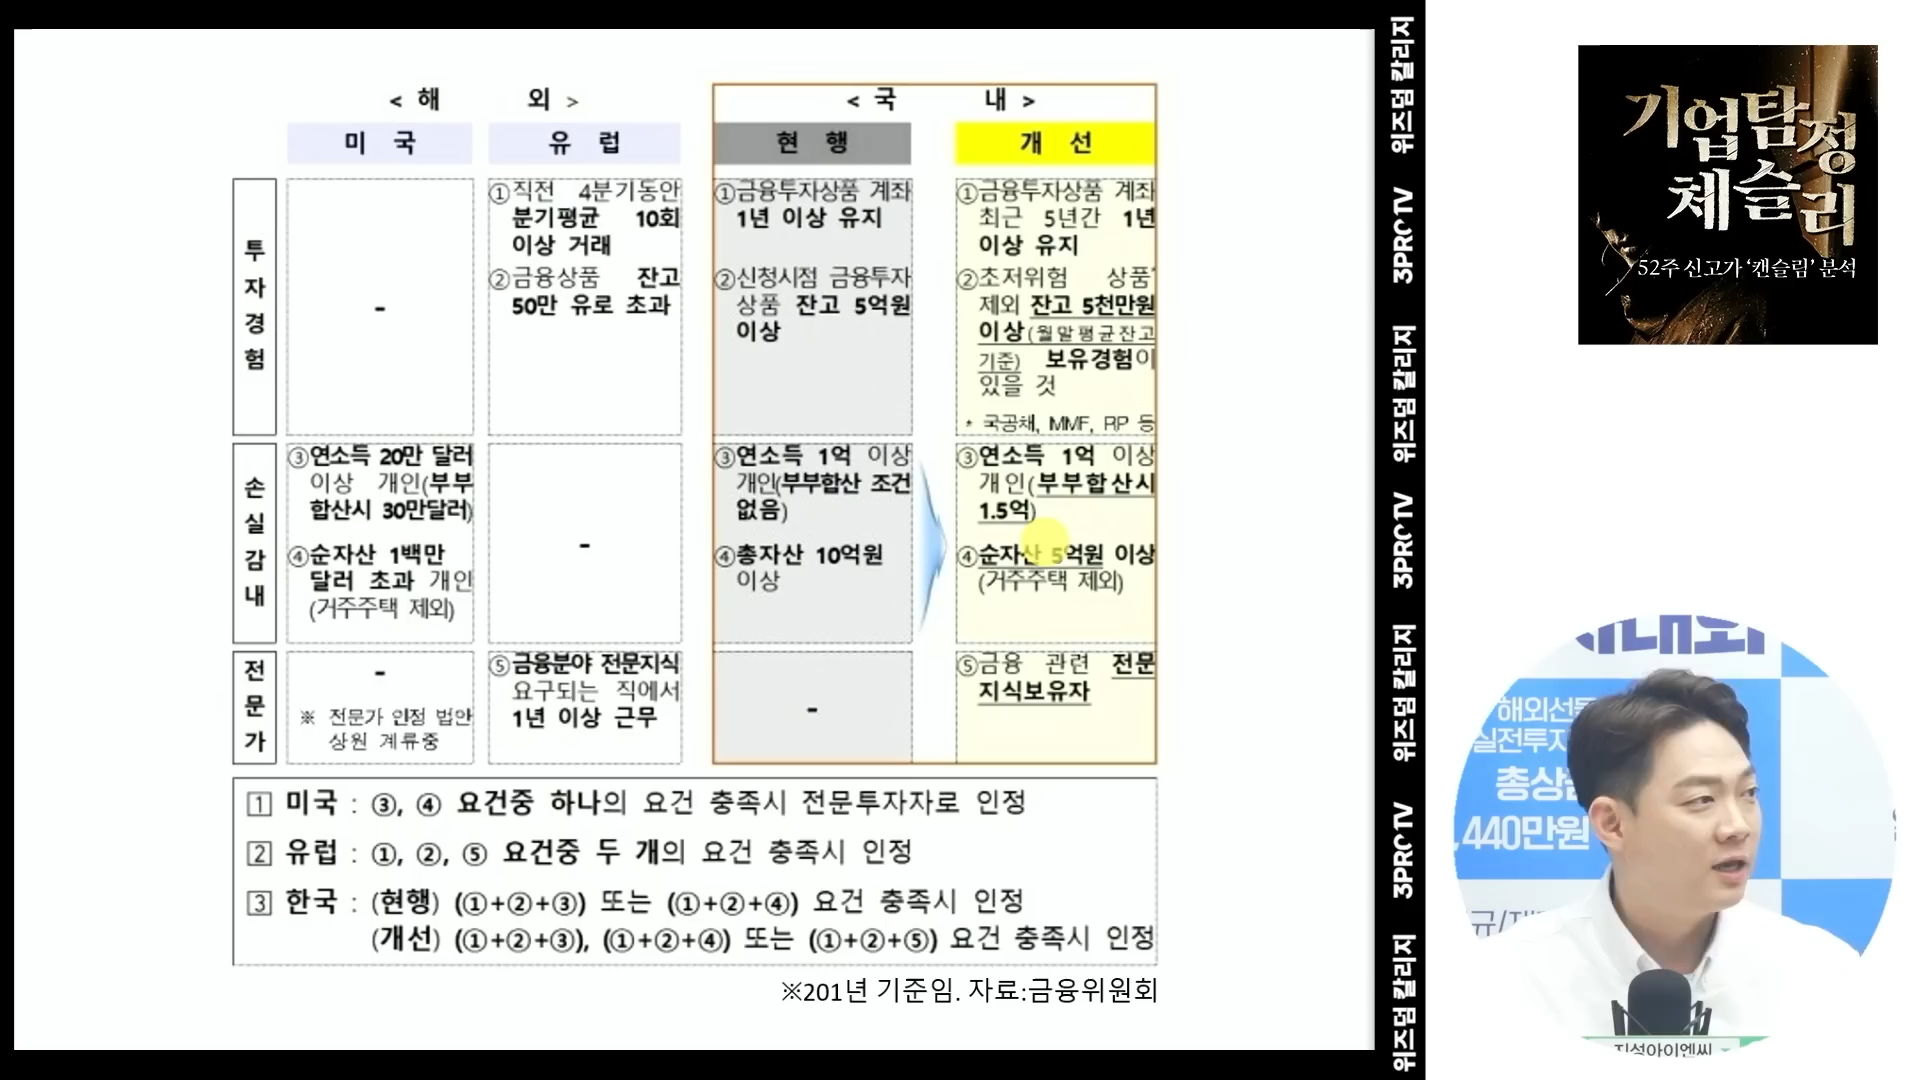 < 해 외 >
< 국 내 >
미 국
유 럽
현 행
개 선
투
자
경
험
-
①직전 4분기동안
분기평균 10회
이상 거래
②금융상품 잔고
50만 유로 초과
①금융투자상품 계좌
1년 이상 유지
②신청시점 금융투자
상품 잔고 5억원
이상
①금융투자상품 계좌
최근 5년간 1년
이상 유지
②초저위험 상품*
제외 잔고 5천만원
이상(월말평균잔고
기준) 보유경험이
있을 것
* 국공채, MMF, RP 등
손
실
감
내
③연소득 20만 달러
이상 개인(부부
합산시 30만달러)
④순자산 1백만
달러 초과 개인
(거주주택 제외)
-
③연소득 1억 이상
개인(부부합산 조건
없음)
④총자산 10억원
이상
③연소득 1억 이상
개인(부부합산시
1.5억)
④순자산 5억원 이상
(거주주택 제외)
전
문
가
-
※ 전문가 인정 법안
상원 계류중
⑤금융분야 전문지식
요구되는 직에서
1년 이상 근무
-
⑤금융 관련 전문
지식보유자
1 미국 : ③, ④ 요건중 하나의 요건 충족시 전문투자자로 인정
2 유럽 : ①, ②, ⑤ 요건중 두 개의 요건 충족시 인정
3 한국 : (현행) (①+②+③) 또는 (①+②+④) 요건 충족시 인정
(개선) (①+②+③), (①+②+④) 또는 (①+②+⑤) 요건 충족시 인정
※201년 기준임. 자료:금융위원회
위즈덤 칼리지
3PROTV
위즈덤 칼리지
3PROTV
위즈덤 칼리지
3PROTV
위즈덤 칼리지
기업탐정
체슬리
52주 신고가 '캔슬림' 분석
해외선
실전투자
총상금
,440만원
지성아이엔씨